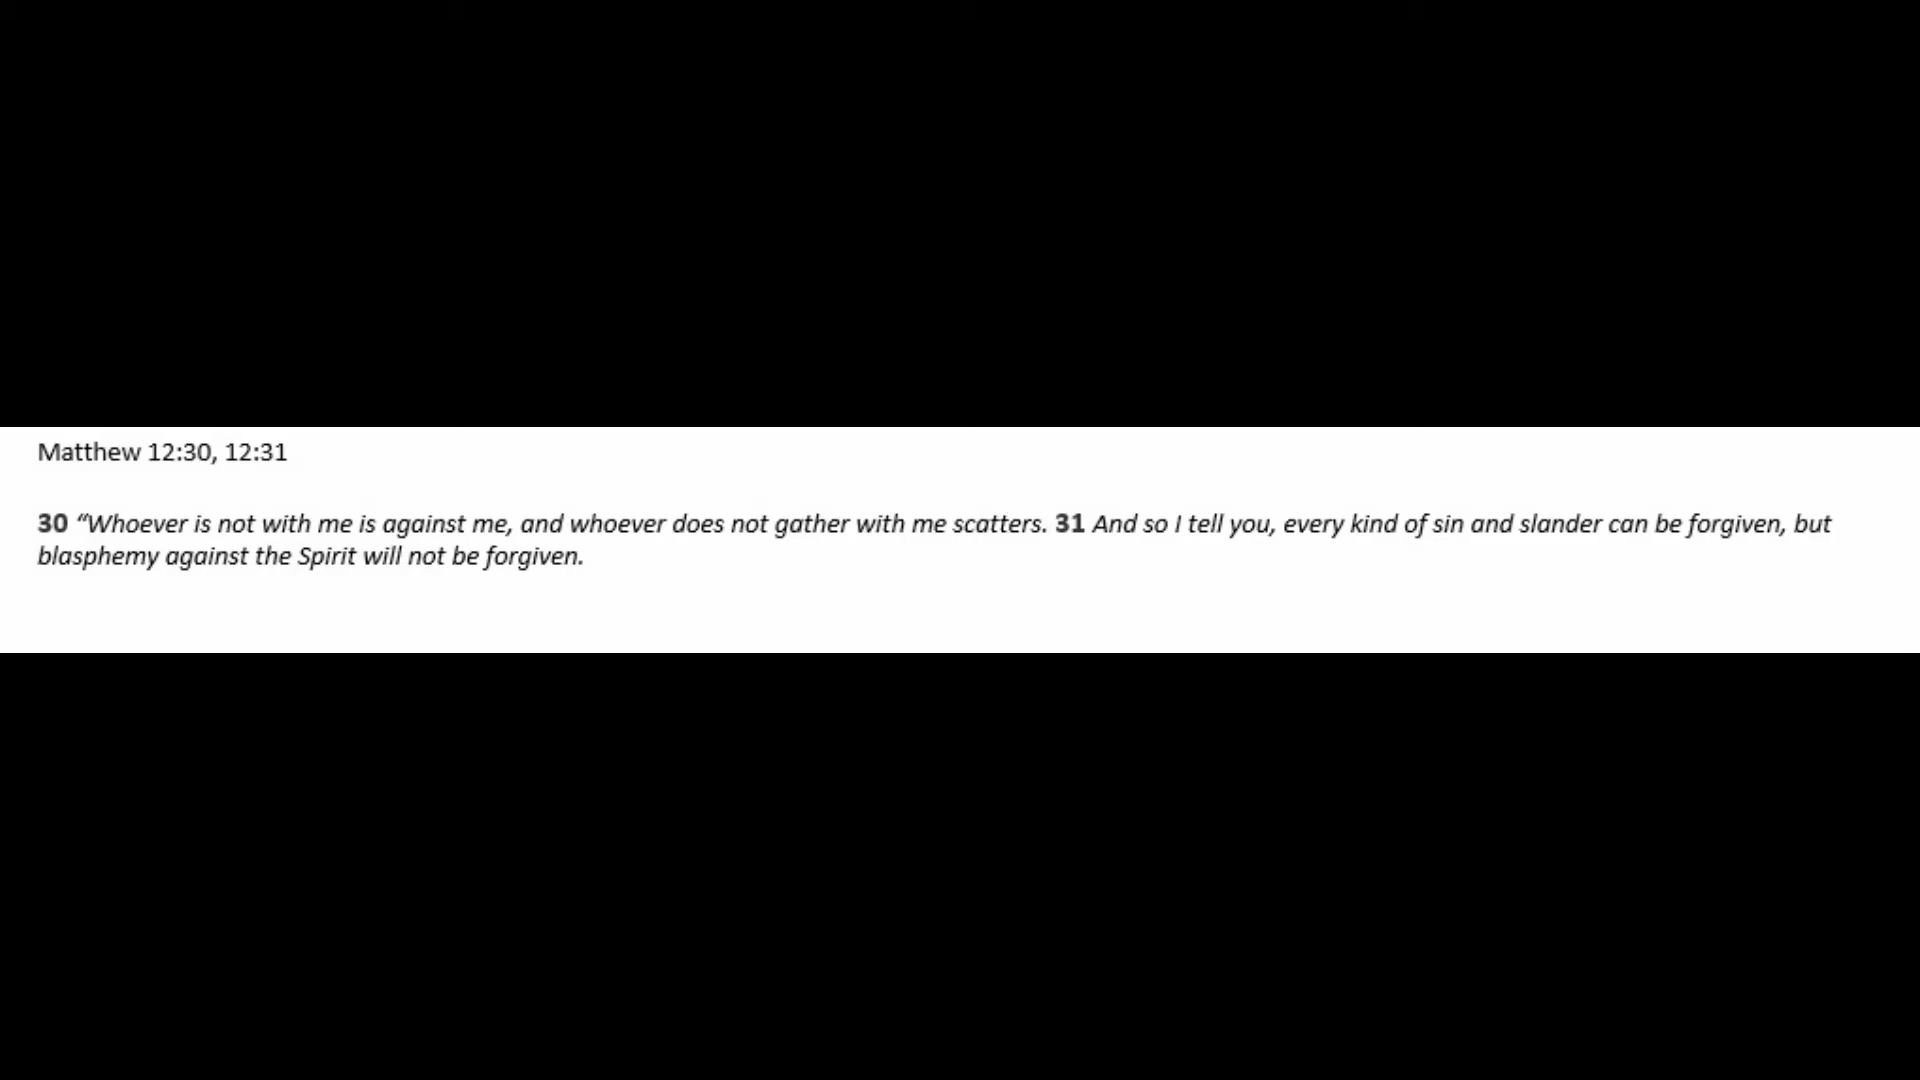 Matthew 12:30, 12:31
30 “Whoever is not with me is against me, and whoever does not gather with me scatters. 31 And so I tell you, every kind of sin and slander can be forgiven, but
blasphemy against the Spirit will not be forgiven.